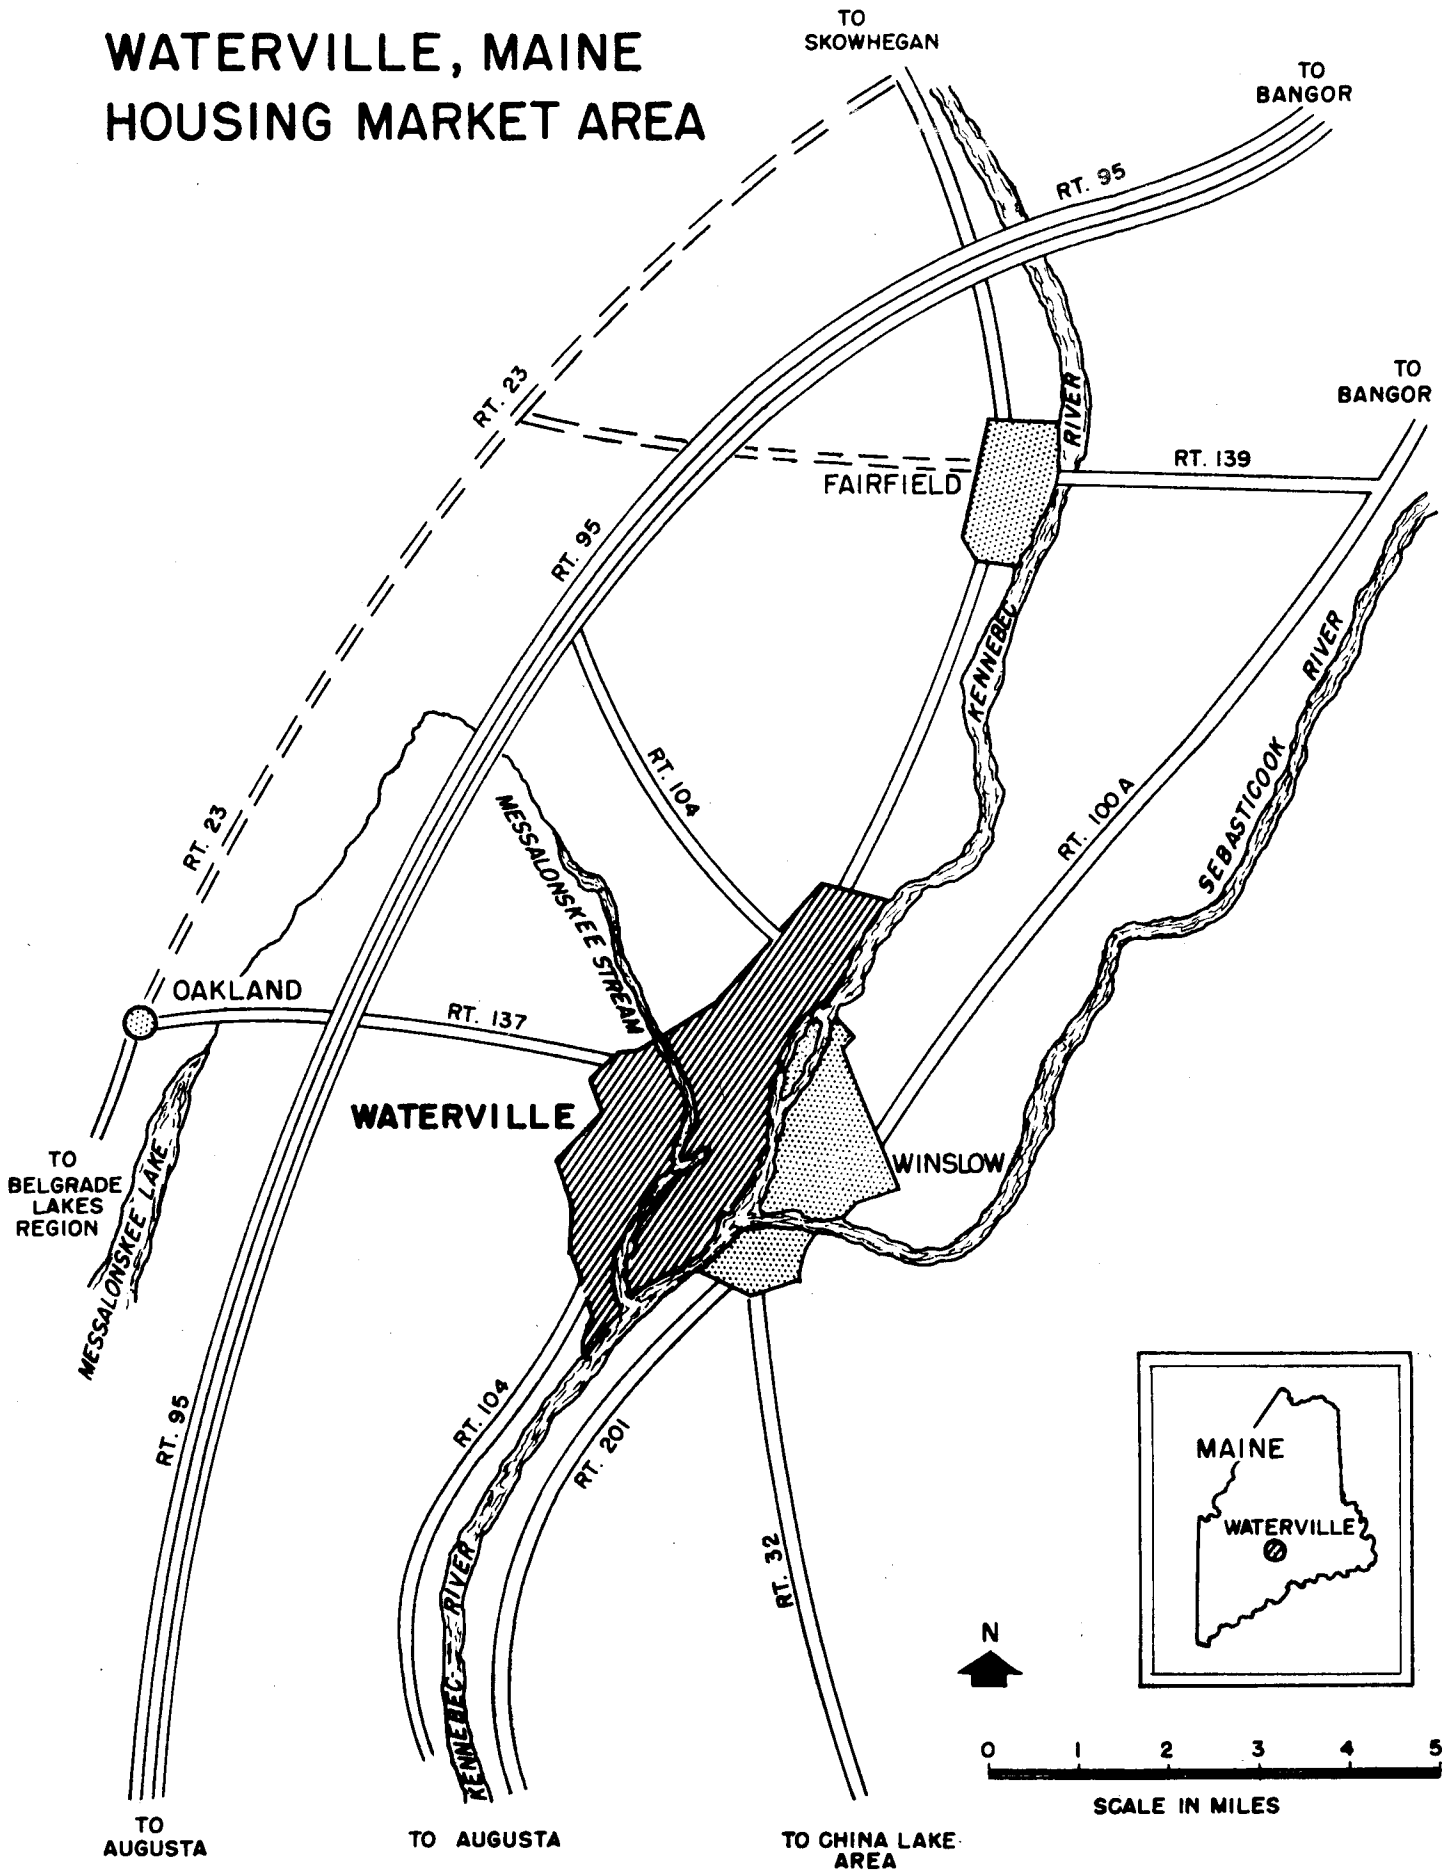 WATERVILLE, MAINE
HOUSING MARKET AREA
TO
SKOWHEGAN
TO
BANGOR
RT. 95
TO
BANGOR
RT. 23
RIVER
RT. 139
FAIRFIELD
RT. 95
KENNEBEC
RIVER
RT. 104
SEBASTICOOK
RT. 100A
RT. 23
MESSALONSKEE STREAM
OAKLAND
RT. 137
WATERVILLE
WINSLOW
TO
BELGRADE
LAKES
REGION
MESSALONSKEE LAKE
RT. 95
RT. 104
RT. 201
MAINE
WATERVILLE
RT. 32
KENNEBEC RIVER
N
0 1 2 3 4 5
SCALE IN MILES
TO
AUGUSTA
TO AUGUSTA
TO CHINA LAKE
AREA